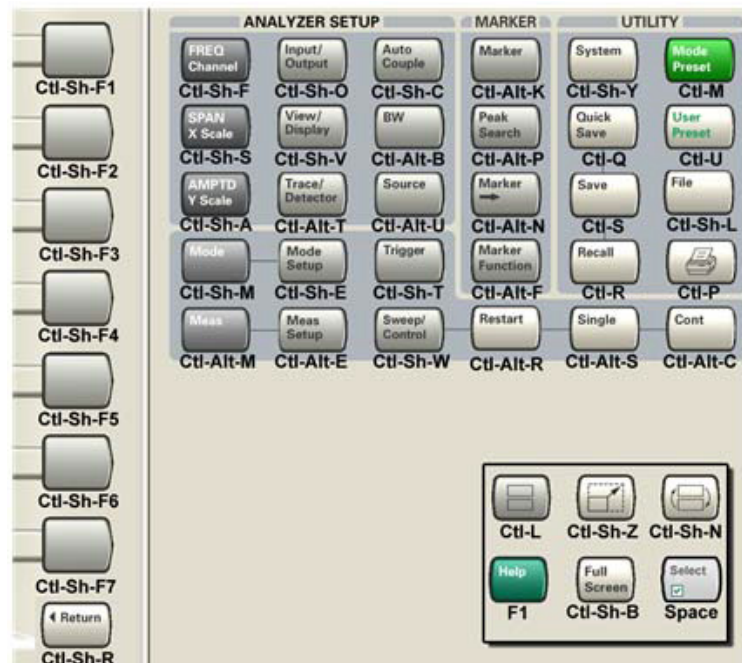 ANALYZER SETUP MARKER UTILITY
FREQ Channel Input/ Output Auto Couple Marker System Mode Preset
Ctl-Sh-F1 Ctl-Sh-F Ctl-Sh-O Ctl-Sh-C Ctl-Alt-K Ctl-Sh-Y Ctl-M
SPAN X Scale View/ Display BW Peak Search Quick Save User Preset
Ctl-Sh-F2 Ctl-Sh-S Ctl-Sh-V Ctl-Alt-B Ctl-Alt-P Ctl-Q Ctl-U
AMPTD Y Scale Trace/ Detector Source Marker Save File
Ctl-Sh-F3 Ctl-Sh-A Ctl-Alt-T Ctl-Alt-U Ctl-Alt-N Ctl-S Ctl-Sh-L
Mode Mode Setup Trigger Marker Function Recall
Ctl-Sh-F4 Ctl-Sh-M Ctl-Sh-E Ctl-Sh-T Ctl-Alt-F Ctl-R Ctl-P
Meas Meas Setup Sweep/ Control Restart Single Cont
Ctl-Alt-M Ctl-Alt-E Ctl-Sh-W Ctl-Alt-R Ctl-Alt-S Ctl-Alt-C
Ctl-Sh-F5
Ctl-Sh-F6
Ctl-L Ctl-Sh-Z Ctl-Sh-N
Ctl-Sh-F7
Help Full Screen Select
F1 Ctl-Sh-B Space
Return
Ctl-Sh-R